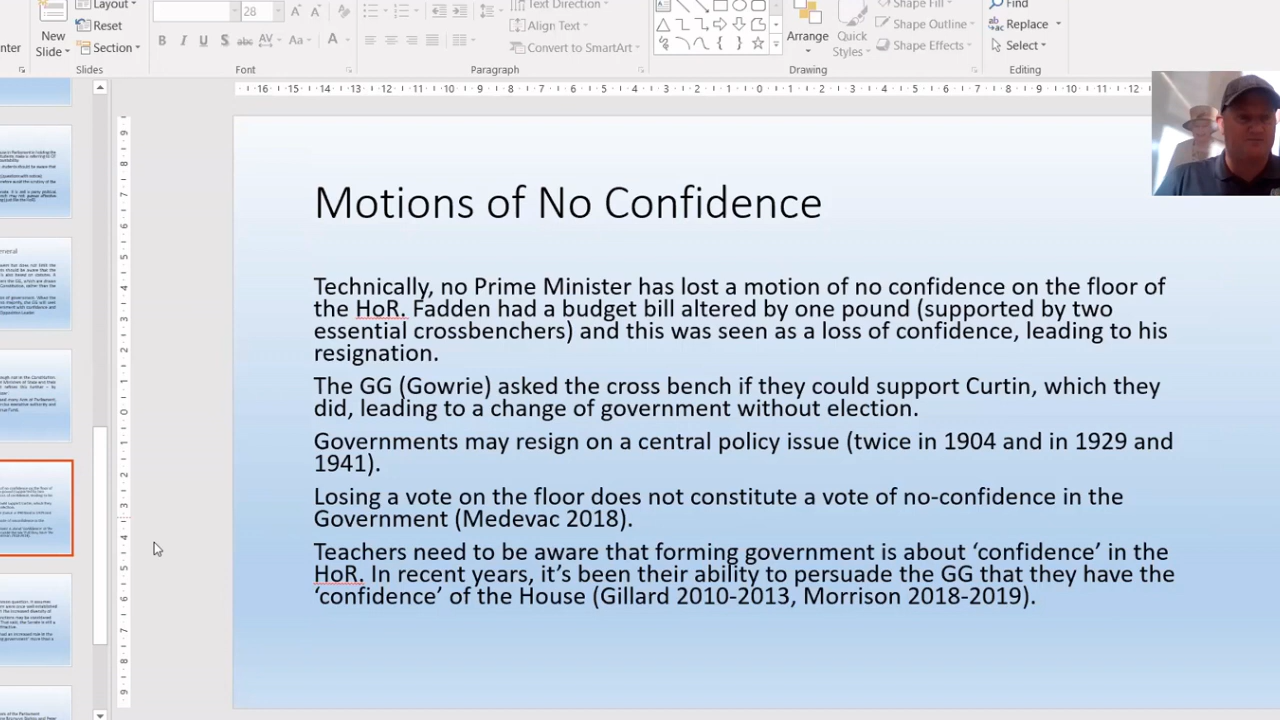 Layout
Reset
New
Slide
Section
Slides
28
B I U S abc AV Aa A
Font
Text Direction
Align Text
Convert to SmartArt
Paragraph
Arrange
Quick
Styles
Shape Fill
Shape Outline
Shape Effects
Drawing
Find
Replace
Select
Editing
Motions of No Confidence
Technically, no Prime Minister has lost a motion of no confidence on the floor of
the HoR. Fadden had a budget bill altered by one pound (supported by two
essential crossbenchers) and this was seen as a loss of confidence, leading to his
resignation.
The GG (Gowrie) asked the cross bench if they could support Curtin, which they
did, leading to a change of government without election.
Governments may resign on a central policy issue (twice in 1904 and in 1929 and
1941).
Losing a vote on the floor does not constitute a vote of no-confidence in the
Government (Medevac 2018).
Teachers need to be aware that forming government is about ‘confidence’ in the
HoR. In recent years, it’s been their ability to persuade the GG that they have the
‘confidence’ of the House (Gillard 2010-2013, Morrison 2018-2019).